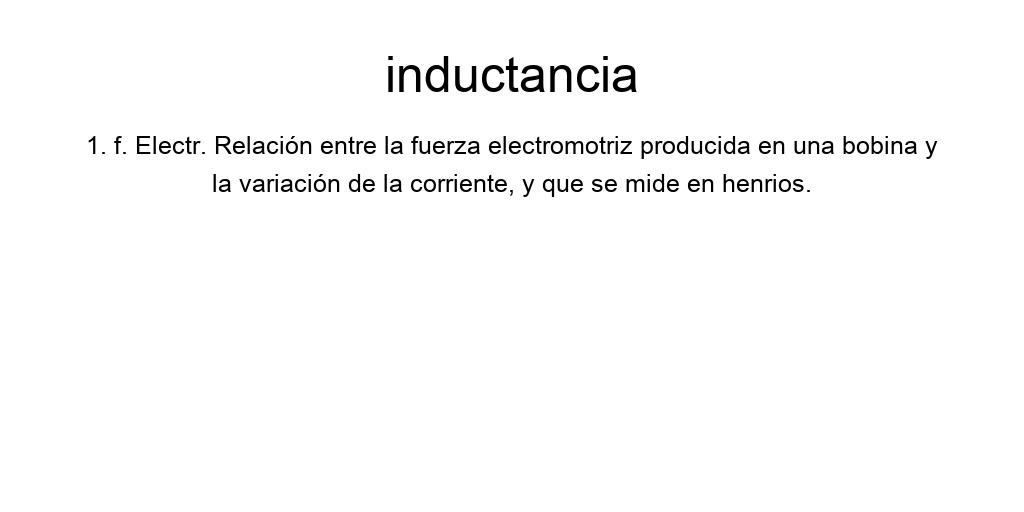 inductancia
1. f. Electr. Relación entre la fuerza electromotriz producida en una bobina y
la variación de la corriente, y que se mide en henrios.